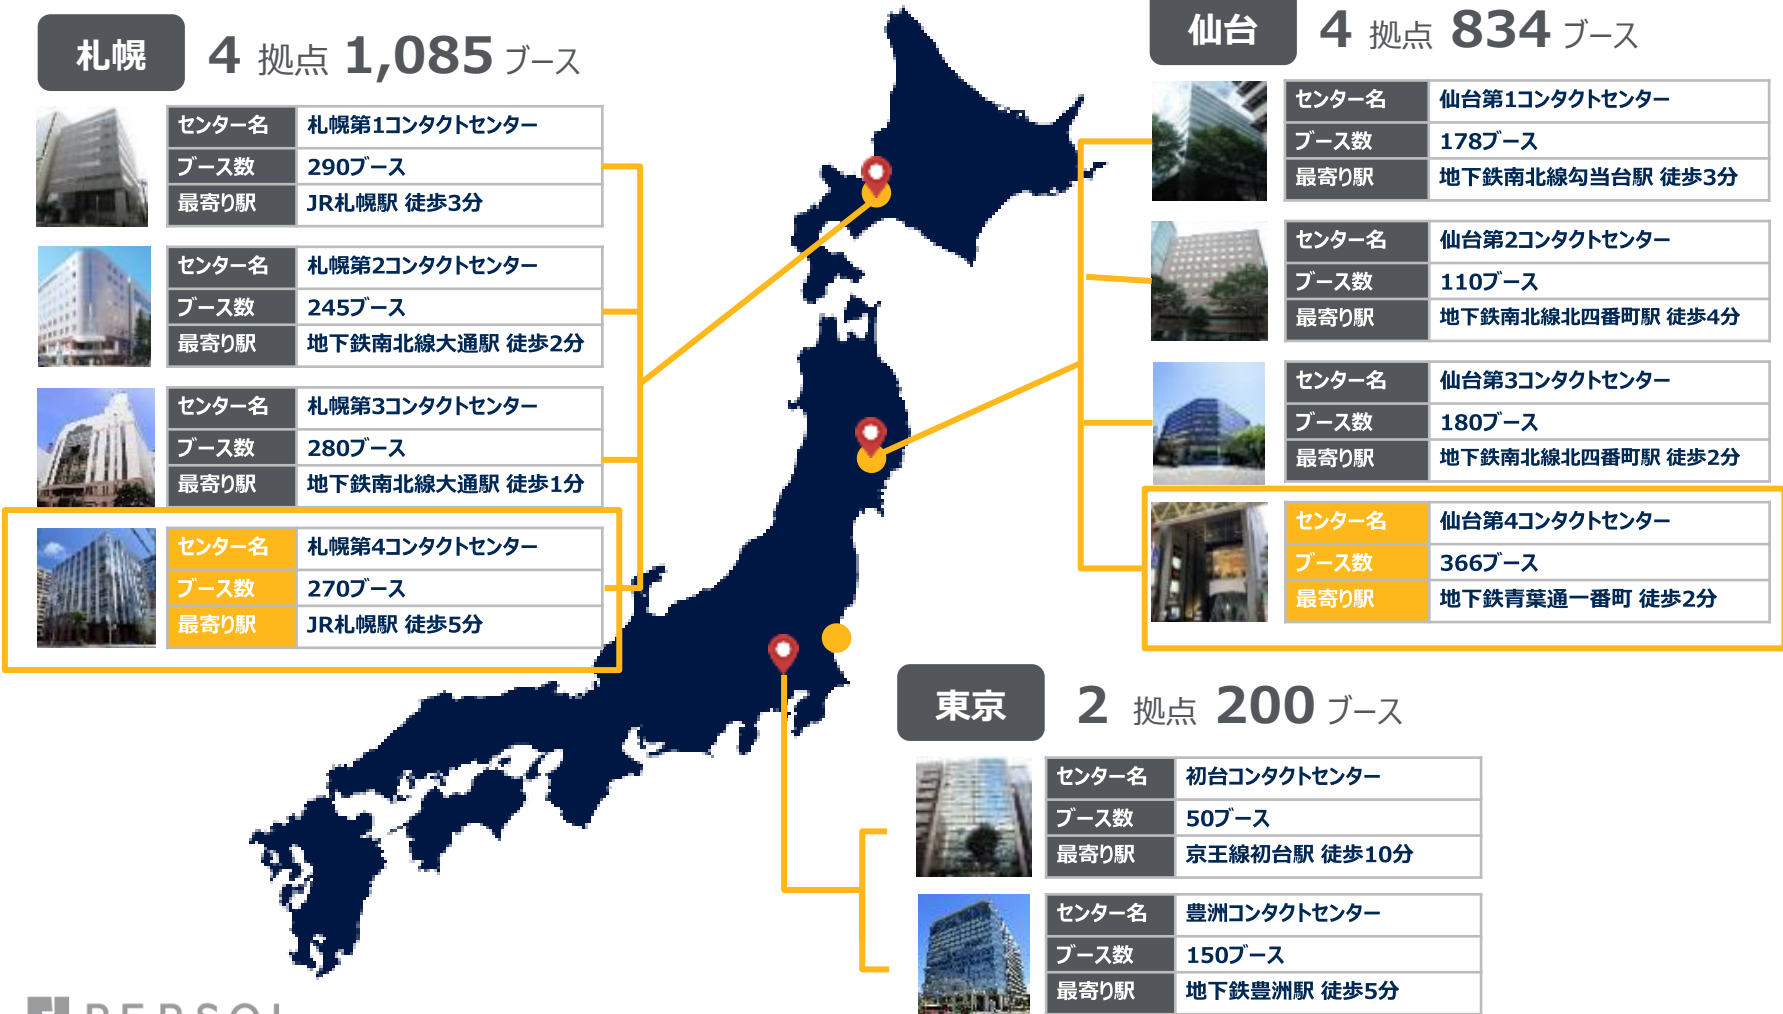 札幌 4 拠点 1,085 ブース
センター名 札幌第1コンタクトセンター
ブース数 290ブース
最寄り駅 JR札幌駅 徒歩3分
センター名 札幌第2コンタクトセンター
ブース数 245ブース
最寄り駅 地下鉄南北線大通駅 徒歩2分
センター名 札幌第3コンタクトセンター
ブース数 280ブース
最寄り駅 地下鉄南北線大通駅 徒歩1分
センター名 札幌第4コンタクトセンター
ブース数 270ブース
最寄り駅 JR札幌駅 徒歩5分
仙台 4 拠点 834 ブース
センター名 仙台第1コンタクトセンター
ブース数 178ブース
最寄り駅 地下鉄南北線勾当台駅 徒歩3分
センター名 仙台第2コンタクトセンター
ブース数 110ブース
最寄り駅 地下鉄南北線北四番町駅 徒歩4分
センター名 仙台第3コンタクトセンター
ブース数 180ブース
最寄り駅 地下鉄南北線北四番町駅 徒歩2分
センター名 仙台第4コンタクトセンター
ブース数 366ブース
最寄り駅 地下鉄青葉通一番町 徒歩2分
東京 2 拠点 200 ブース
センター名 初台コンタクトセンター
ブース数 50ブース
最寄り駅 京王線初台駅 徒歩10分
センター名 豊洲コンタクトセンター
ブース数 150ブース
最寄り駅 地下鉄豊洲駅 徒歩5分
PERSOL